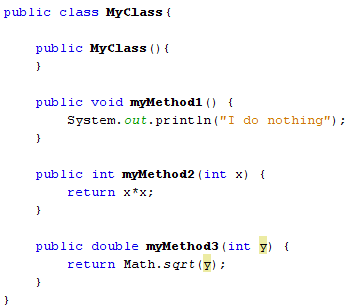 public class MyClass{
public MyClass(){
}
public void myMethod1() {
System.out.println("I do nothing");
}
public int myMethod2(int x) {
return x*x;
}
public double myMethod3(int y) {
return Math.sqrt(y);
}
}